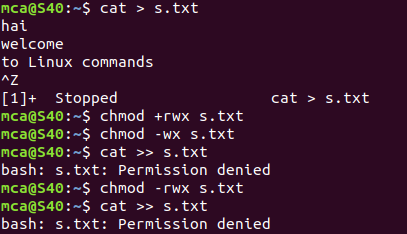 mca@S40:~$ cat > s.txt
hai
welcome
to Linux commands
^Z
[1]+  Stopped                 cat > s.txt
mca@S40:~$ chmod +rwx s.txt
mca@S40:~$ chmod -wx s.txt
mca@S40:~$ cat >> s.txt
bash: s.txt: Permission denied
mca@S40:~$ chmod -rwx s.txt
mca@S40:~$ cat >> s.txt
bash: s.txt: Permission denied